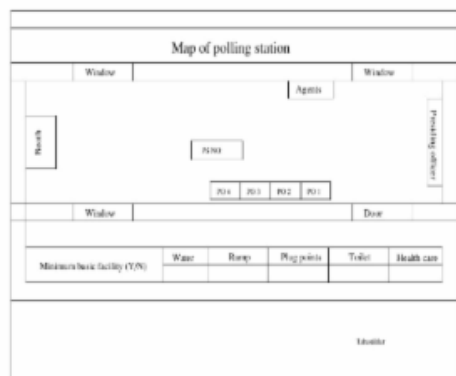 Map of polling station
Window Window
Agents
Booth
Presiding officer
PO 4 PO 3 PO 2 PO 1
Window Door
Minimum basic facility (Y/N) Water Ramp Plug points Toilet Health care